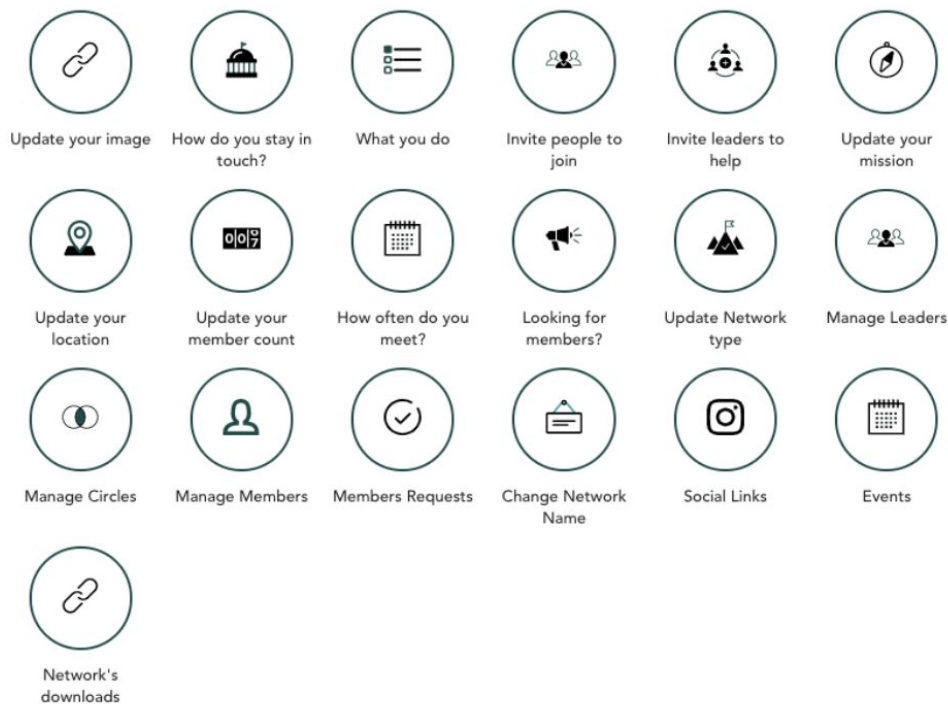 Update your image
How do you stay in
touch?
What you do
Invite people to
join
Invite leaders to
help
Update your
mission
Update your
location
007
Update your
member count
How often do you
meet?
Looking for
members?
Update Network
type
Manage Leaders
Manage Circles
Manage Members
Members Requests
Change Network
Name
Social Links
Events
Network's
downloads